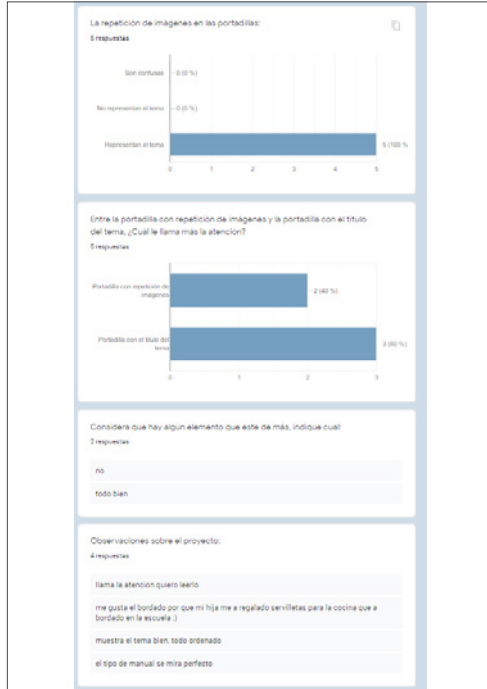 La repetición de imágenes en las portadillas:
5 respuestas
Son confusas
0 (0 %)
No representan el tema
0 (0 %)
Representan el tema
5 (100 %
0 1 2 3 4 5
Entre la portadilla con repetición de imágenes y la portadilla con el título
del tema, ¿Cuál le llama más la atención?
5 respuestas
Portadilla con repetición de
imágenes
2 (40 %)
Portadilla con el título del
tema
3 (60 %)
0 1 2 3
Considera que hay algún elemento que este de más, indique cual:
2 respuestas
no
todo bien
Observaciones sobre el proyecto:
4 respuestas
llama la atencion quiero leerlo
me gusta el bordado por que mi hija me a regalado servilletas para la cocina que a
bordado en la escuela :)
muestra el tema bien, todo ordenado
el tipo de manual se mira perfecto